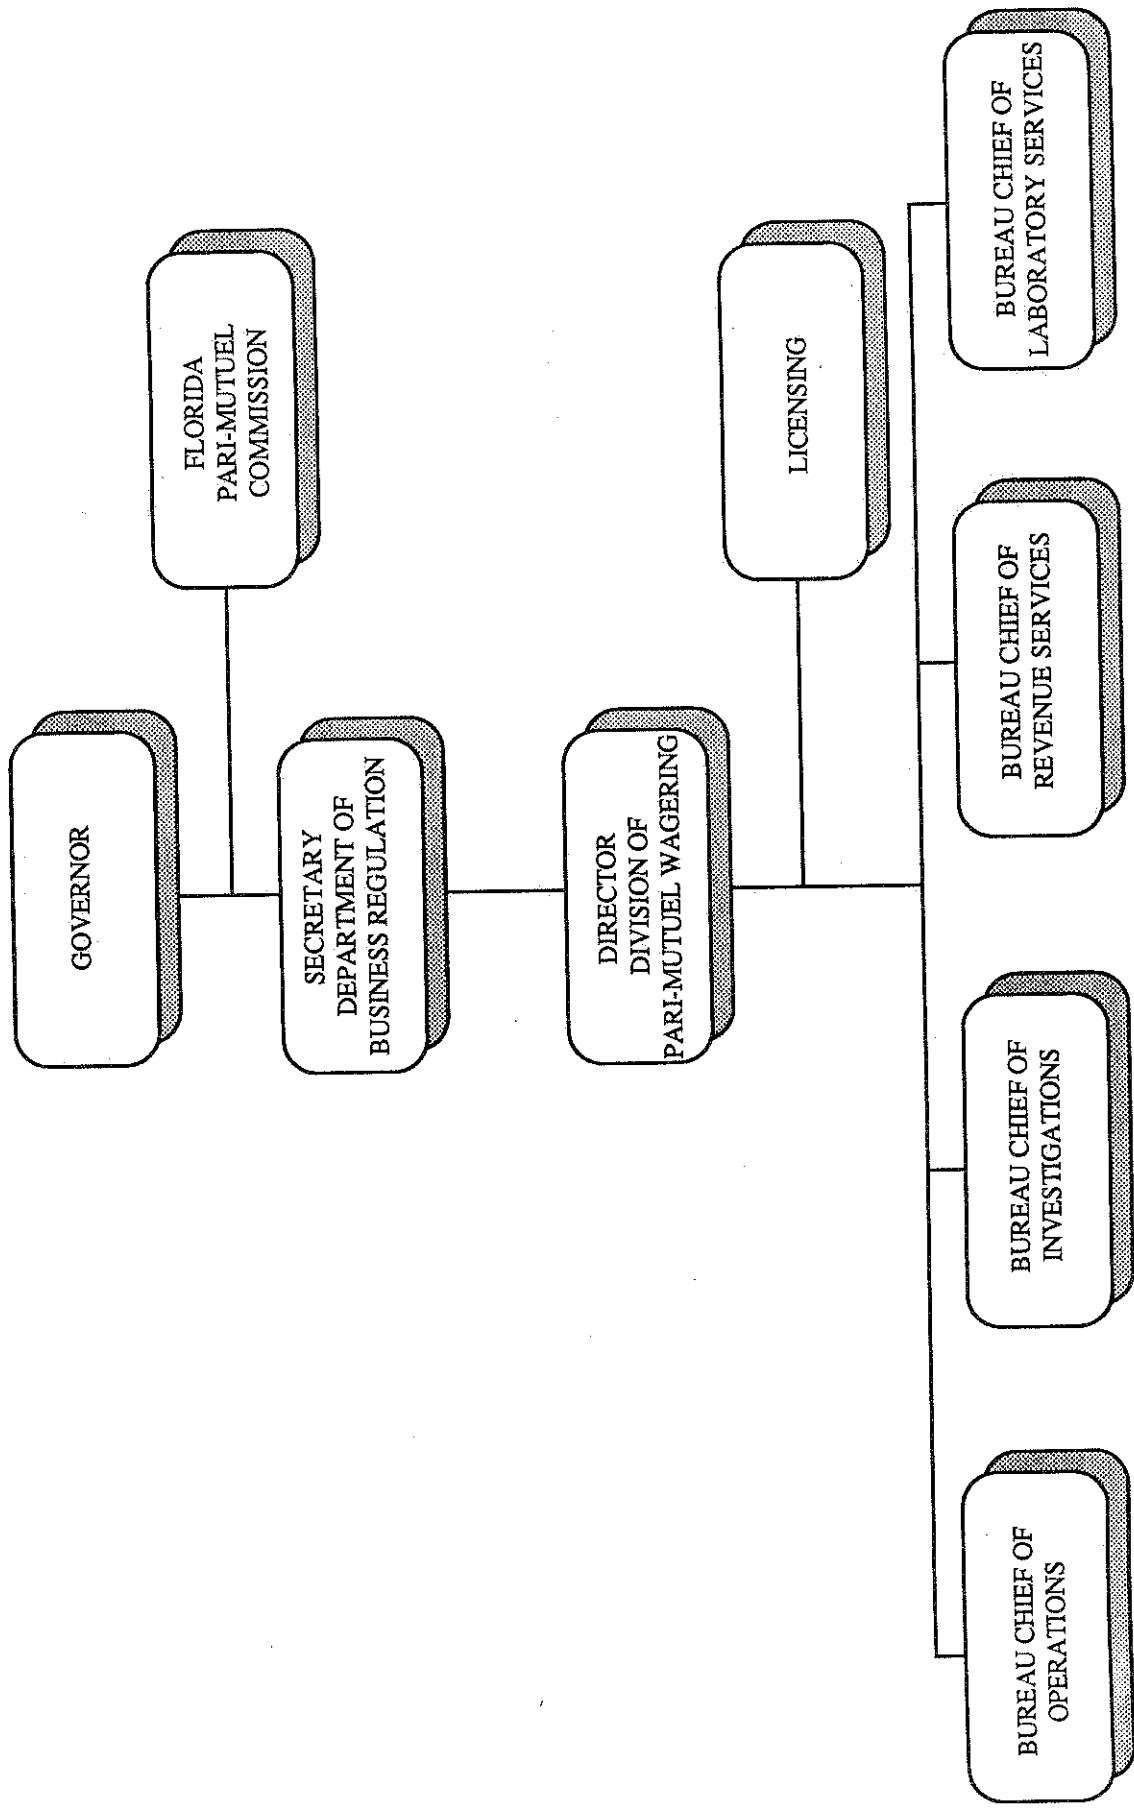 GOVERNOR
FLORIDA
PARI-MUTUEL
COMMISSION
SECRETARY
DEPARTMENT OF
BUSINESS REGULATION
DIRECTOR
DIVISION OF
PARI-MUTUEL WAGERING
LICENSING
BUREAU CHIEF OF
OPERATIONS
BUREAU CHIEF OF
INVESTIGATIONS
BUREAU CHIEF OF
REVENUE SERVICES
BUREAU CHIEF OF
LABORATORY SERVICES